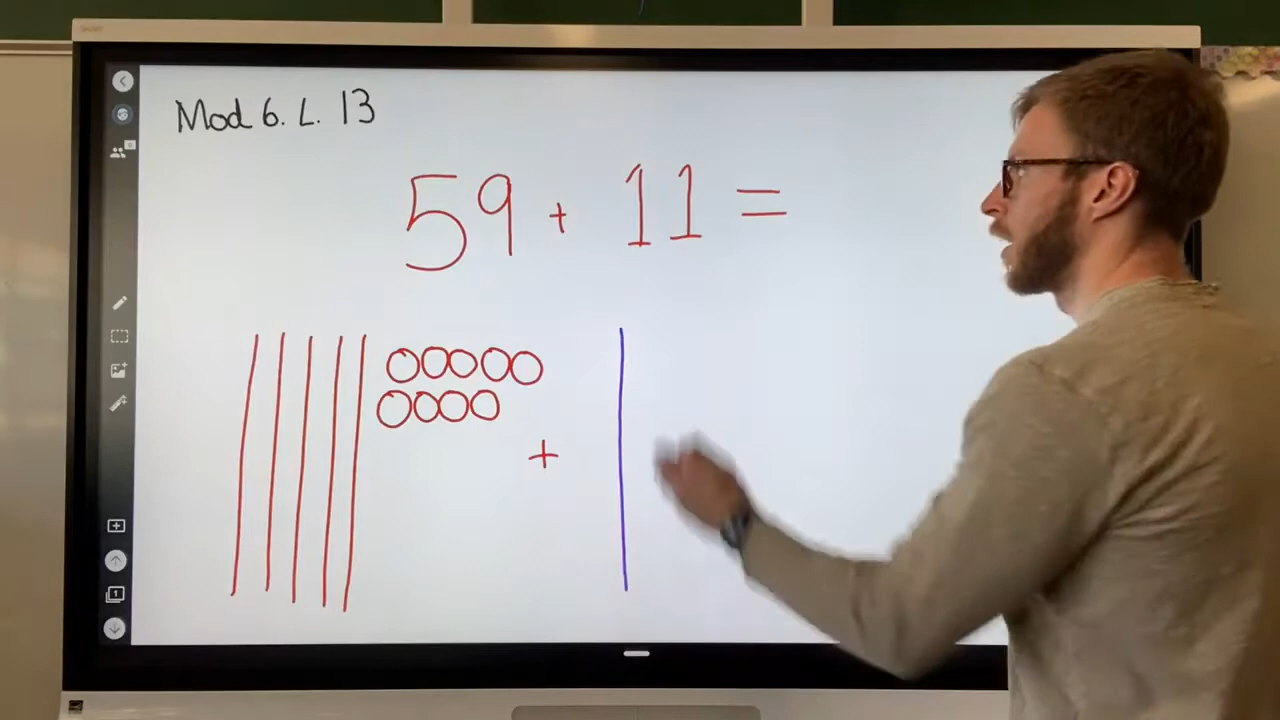 Mod 6. L. 13
59 + 11 =
+